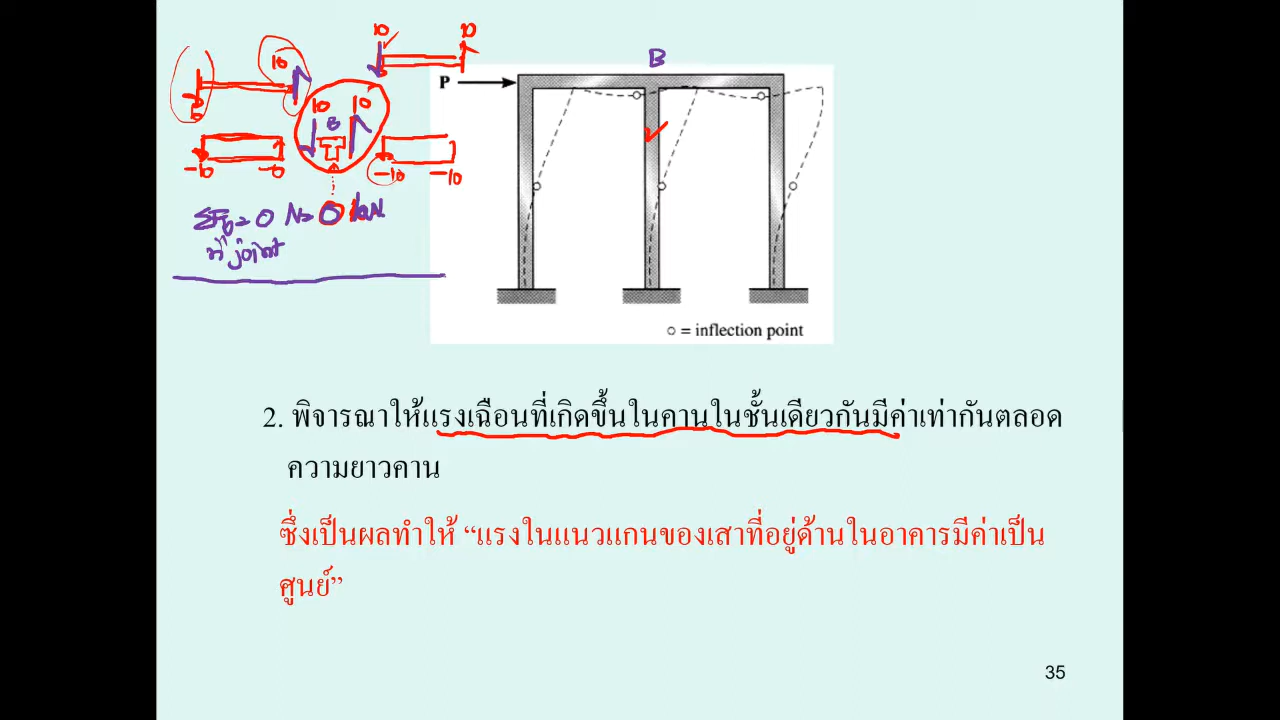 10 10
10
10 10
B
B
P
-10 -10
ΣFy = 0 N = 0 kN
ที่ joint
= inflection point
2. พิจารณาให้แรงเฉือนที่เกิดขึ้นในคานในชั้นเดียวกันมีค่าเท่ากันตลอด
ความยาวคาน
ซึ่งเป็นผลทำให้ “แรงในแนวแกนของเสาที่อยู่ด้านในอาคารมีค่าเป็น
ศูนย์”
35